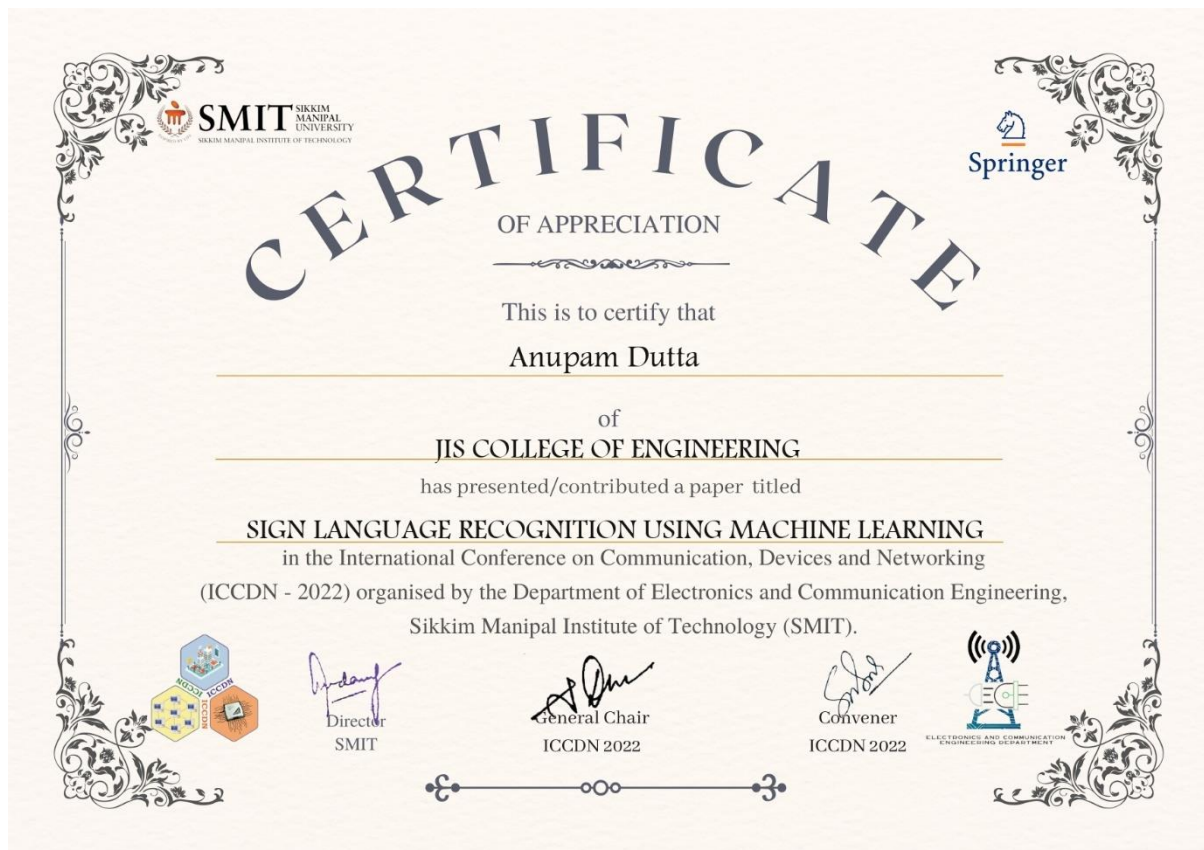 SMIT SIKKIM
MANIPAL
UNIVERSITY
SIKKIM MANIPAL INSTITUTE OF TECHNOLOGY
Springer
CERTIFICATE
OF APPRECIATION
This is to certify that
Anupam Dutta
of
JIS COLLEGE OF ENGINEERING
has presented/contributed a paper titled
SIGN LANGUAGE RECOGNITION USING MACHINE LEARNING
in the International Conference on Communication, Devices and Networking
(ICCDN - 2022) organised by the Department of Electronics and Communication Engineering,
Sikkim Manipal Institute of Technology (SMIT).
ICCDN ICCDN
ICCDN
Director
SMIT
General Chair
ICCDN 2022
Convener
ICCDN 2022
ELECTRONICS AND COMMUNICATION
ENGINEERING DEPARTMENT